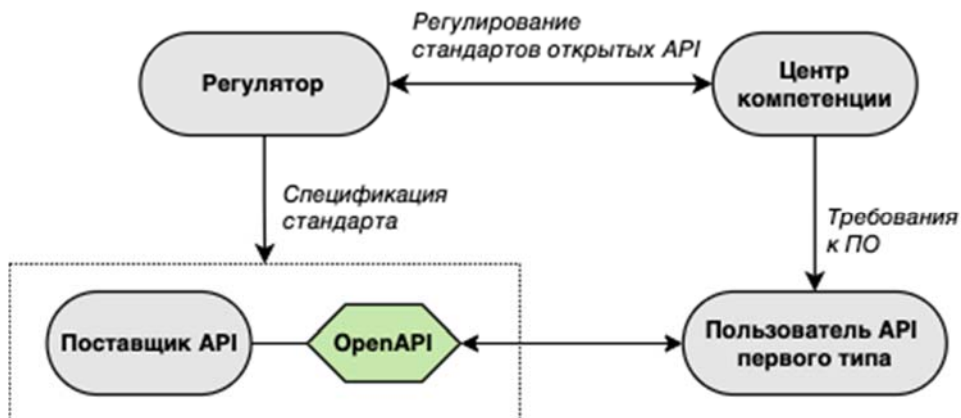 Регулирование
стандартов открытых API
Регулятор
Центр
компетенции
Спецификация
стандарта
Требования
к ПО
Поставщик API
OpenAPI
Пользователь API
первого типа